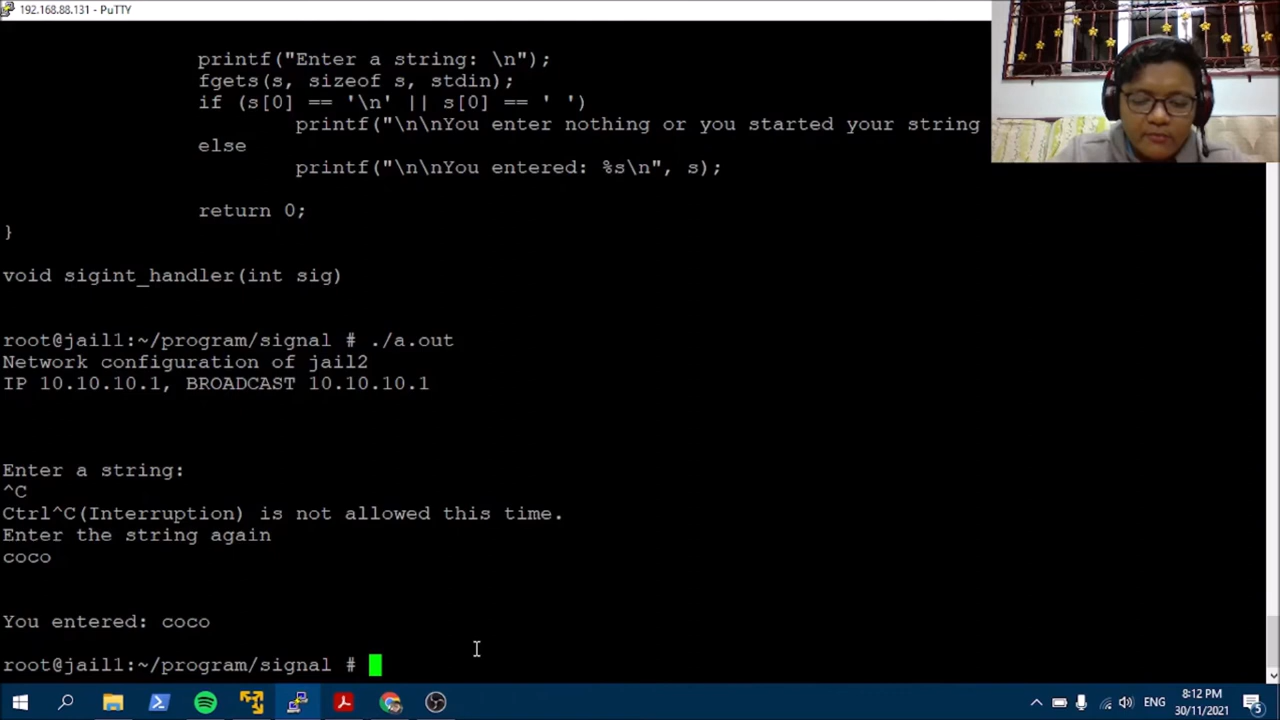 192.168.88.131 - PuTTY
printf("Enter a string: \n");
fgets(s, sizeof s, stdin);
if (s[0] == '\n' || s[0] == ' ')
printf("\n\nYou enter nothing or you started your string
else
printf("\n\nYou entered: %s\n", s);
return 0;
}
void sigint_handler(int sig)
root@jail1:~/program/signal # ./a.out
Network configuration of jail2
IP 10.10.10.1, BROADCAST 10.10.10.1
Enter a string:
^C
Ctrl^C(Interruption) is not allowed this time.
Enter the string again
coco
You entered: coco
root@jail1:~/program/signal #
ENG
8:12 PM
30/11/2021
5